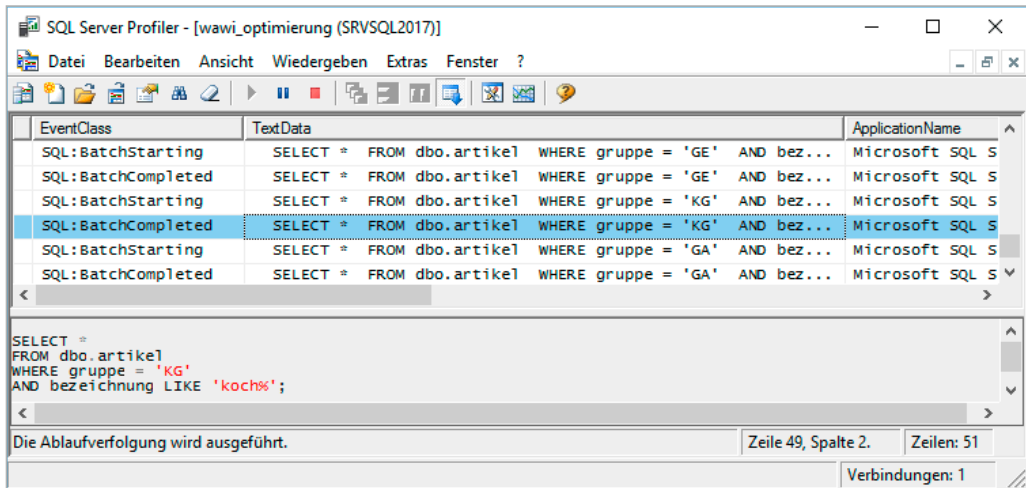 SQL Server Profiler - [wawi_optimierung (SRVSQL2017)]
Datei Bearbeiten Ansicht Wiedergeben Extras Fenster ?
EventClass TextData ApplicationName
SQL:BatchStarting SELECT * FROM dbo.artikel WHERE gruppe = 'GE' AND bez... Microsoft SQL S
SQL:BatchCompleted SELECT * FROM dbo.artikel WHERE gruppe = 'GE' AND bez... Microsoft SQL S
SQL:BatchStarting SELECT * FROM dbo.artikel WHERE gruppe = 'KG' AND bez... Microsoft SQL S
SQL:BatchCompleted SELECT * FROM dbo.artikel WHERE gruppe = 'KG' AND bez... Microsoft SQL S
SQL:BatchStarting SELECT * FROM dbo.artikel WHERE gruppe = 'GA' AND bez... Microsoft SQL S
SQL:BatchCompleted SELECT * FROM dbo.artikel WHERE gruppe = 'GA' AND bez... Microsoft SQL S
SELECT *
FROM dbo.artikel
WHERE gruppe = 'KG'
AND bezeichnung LIKE 'koch%';
Die Ablaufverfolgung wird ausgeführt. Zeile 49, Spalte 2. Zeilen: 51
Verbindungen: 1